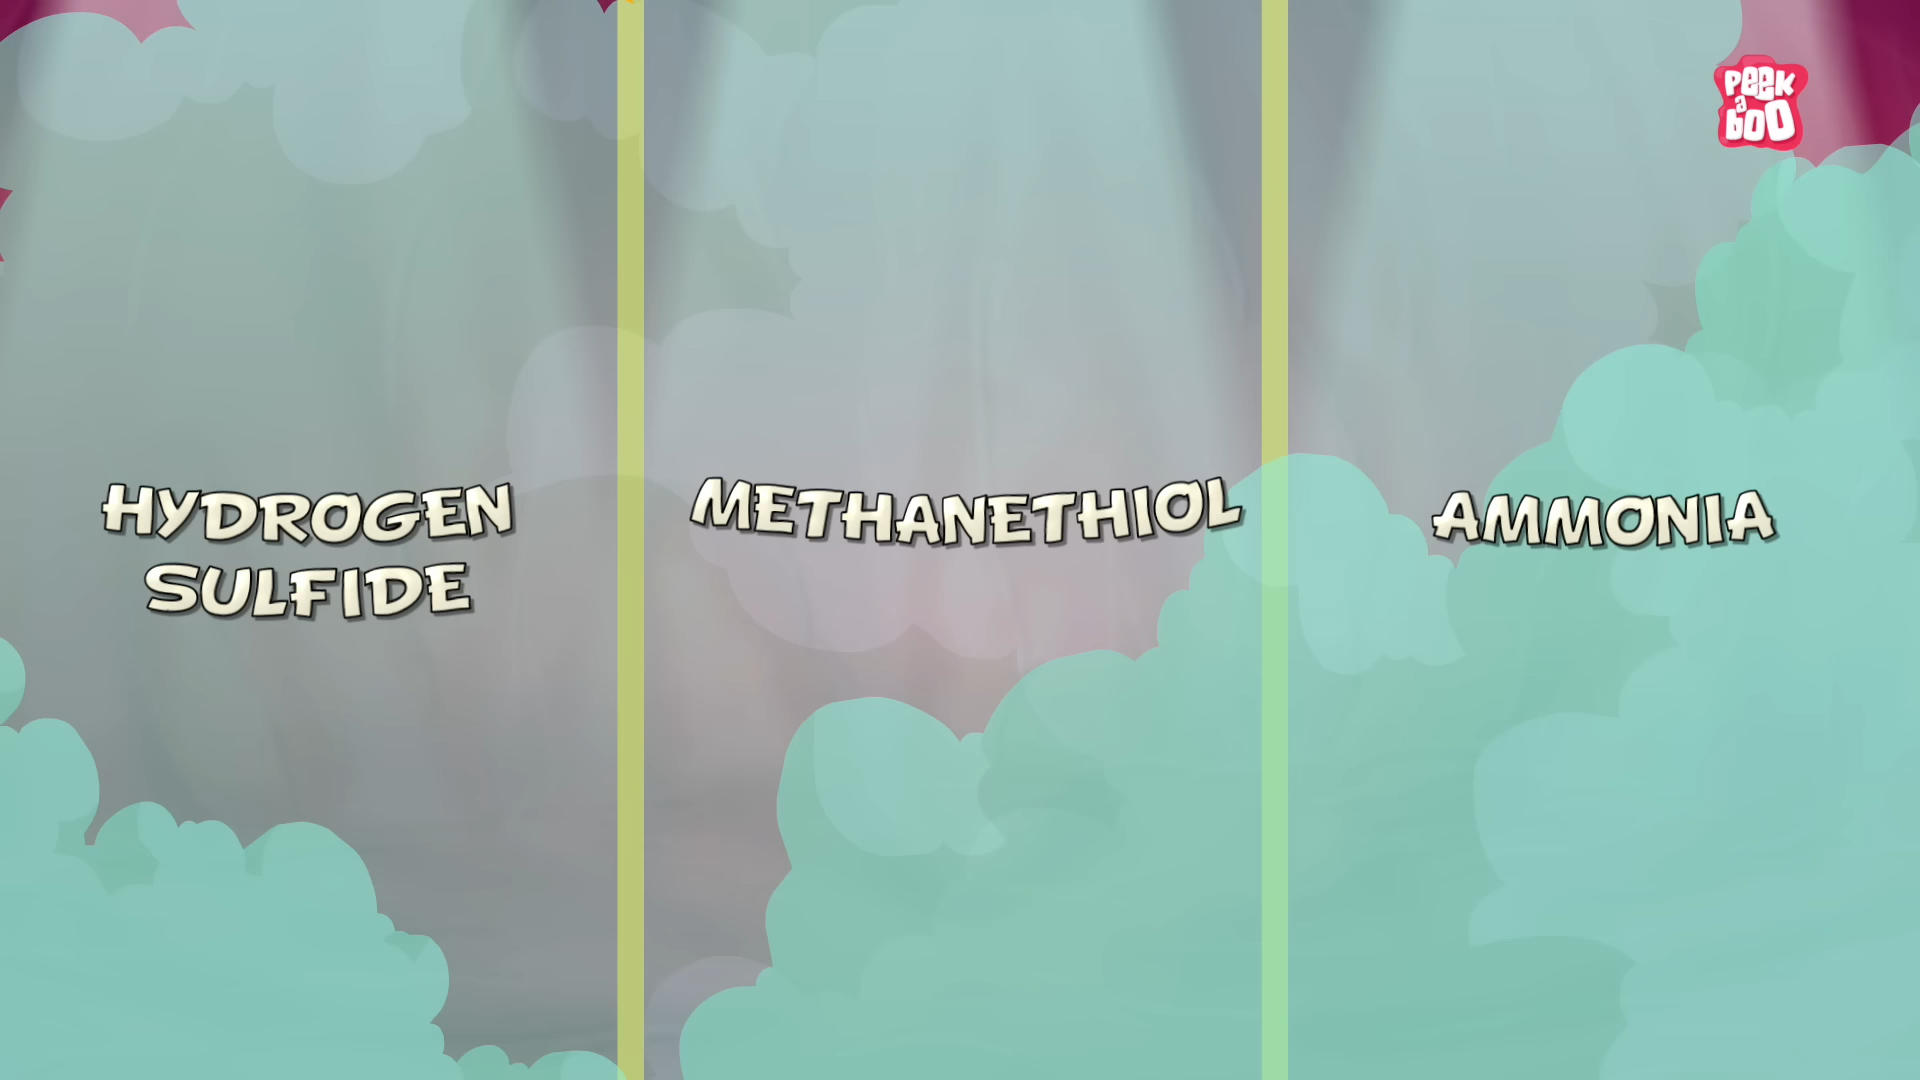 HYDROGEN
SULFIDE
METHANETHIOL
AMMONIA
PEEK
a
bOO